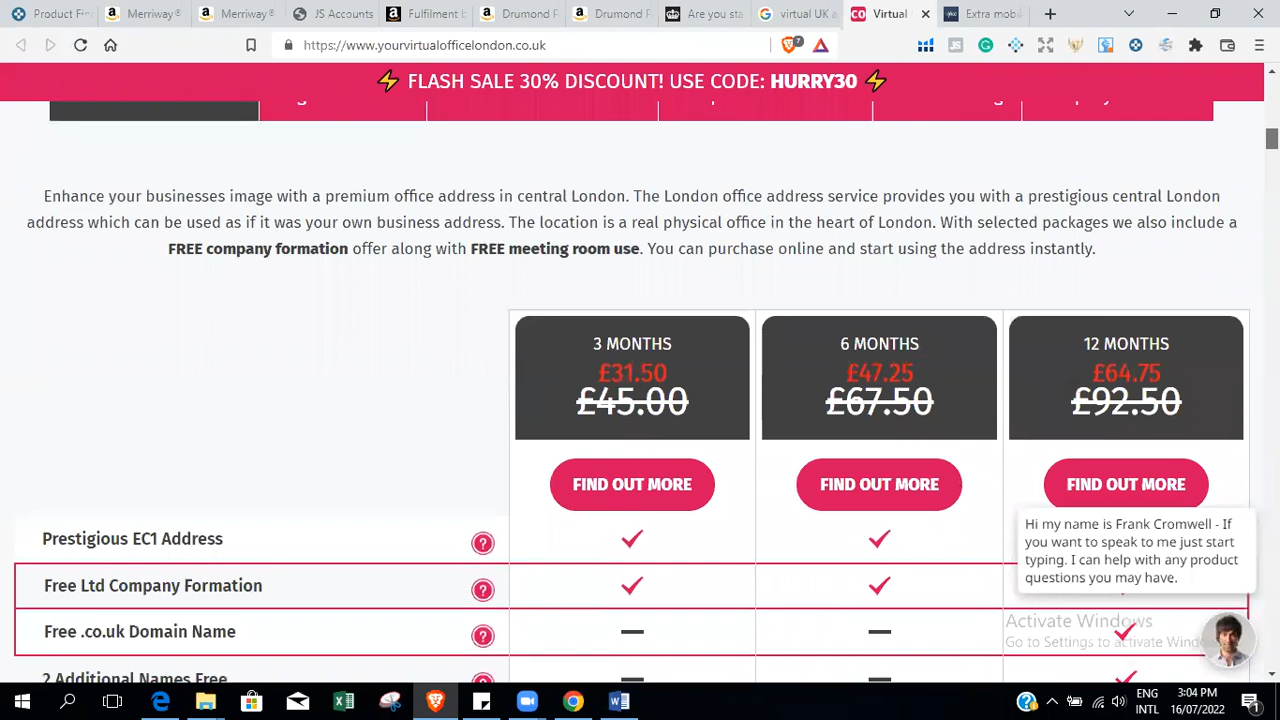 Product Fi
Merriway®
Merriway®
JS Accounts
Fulfilment b
Drumond P
Drumond P
Are you sta
virtual UK a
Virtual
Extra mobi
https://www.yourvirtualofficelondon.co.uk
7
FLASH SALE 30% DISCOUNT! USE CODE: HURRY30
Enhance your businesses image with a premium office address in central London. The London office address service provides you with a prestigious central London
address which can be used as if it was your own business address. The location is a real physical office in the heart of London. With selected packages we also include a
FREE company formation offer along with FREE meeting room use. You can purchase online and start using the address instantly.
3 MONTHS
£31.50
£45.00
6 MONTHS
£47.25
£67.50
12 MONTHS
£64.75
£92.50
FIND OUT MORE
FIND OUT MORE
FIND OUT MORE
Prestigious EC1 Address
Free Ltd Company Formation
Free .co.uk Domain Name
2 Additional Names Free
Hi my name is Frank Cromwell - If
you want to speak to me just start
typing. I can help with any product
questions you may have.
Activate Windows
Go to Settings to activate Windo
ENG
INTL
3:04 PM
16/07/2022